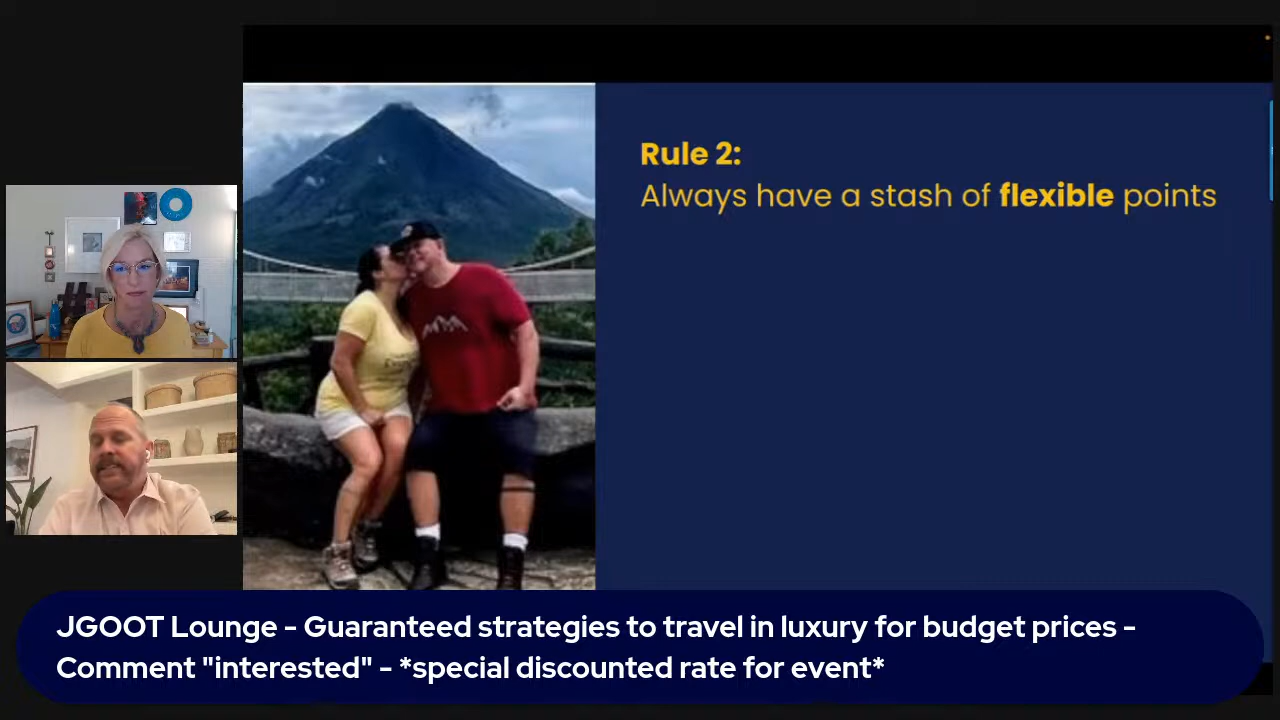 Rule 2:
Always have a stash of flexible points
JGOOT Lounge - Guaranteed strategies to travel in luxury for budget prices -
Comment "interested" - *special discounted rate for event*